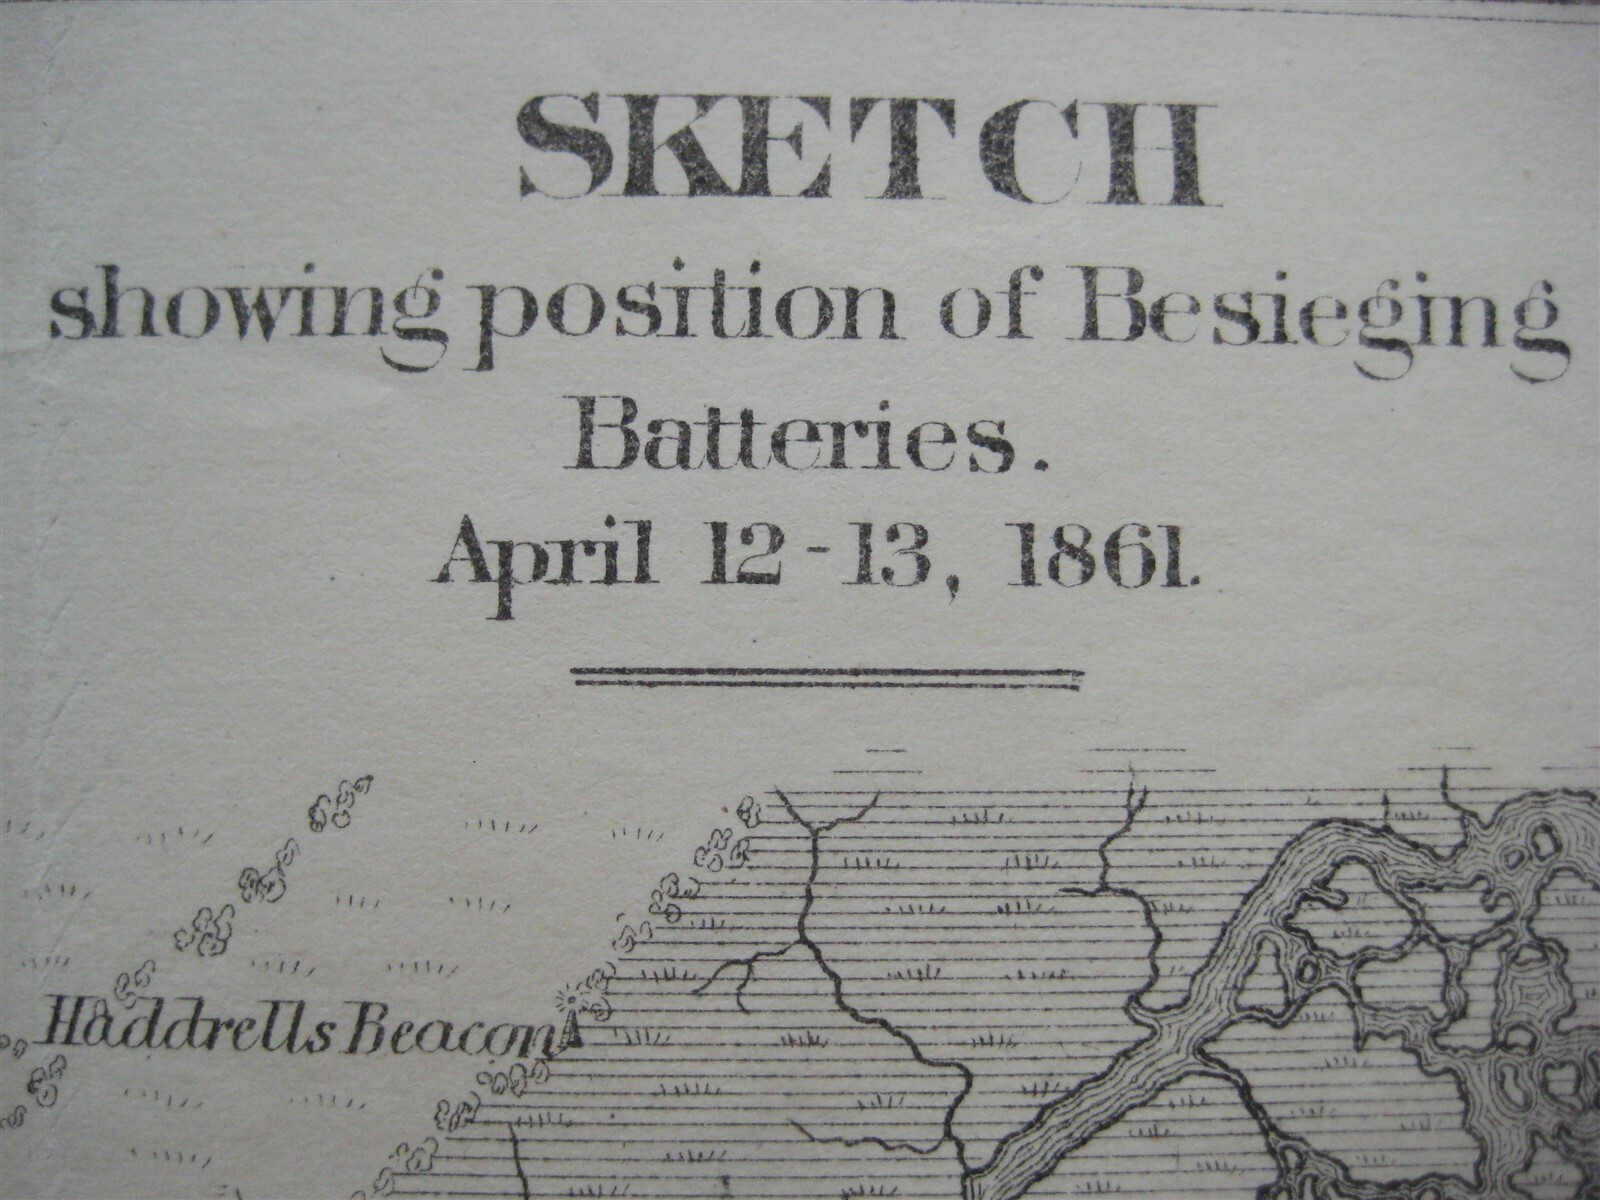 SKETCH
showing position of Besieging
Batteries.
April 12-13, 1861.
Haddrells Beacon